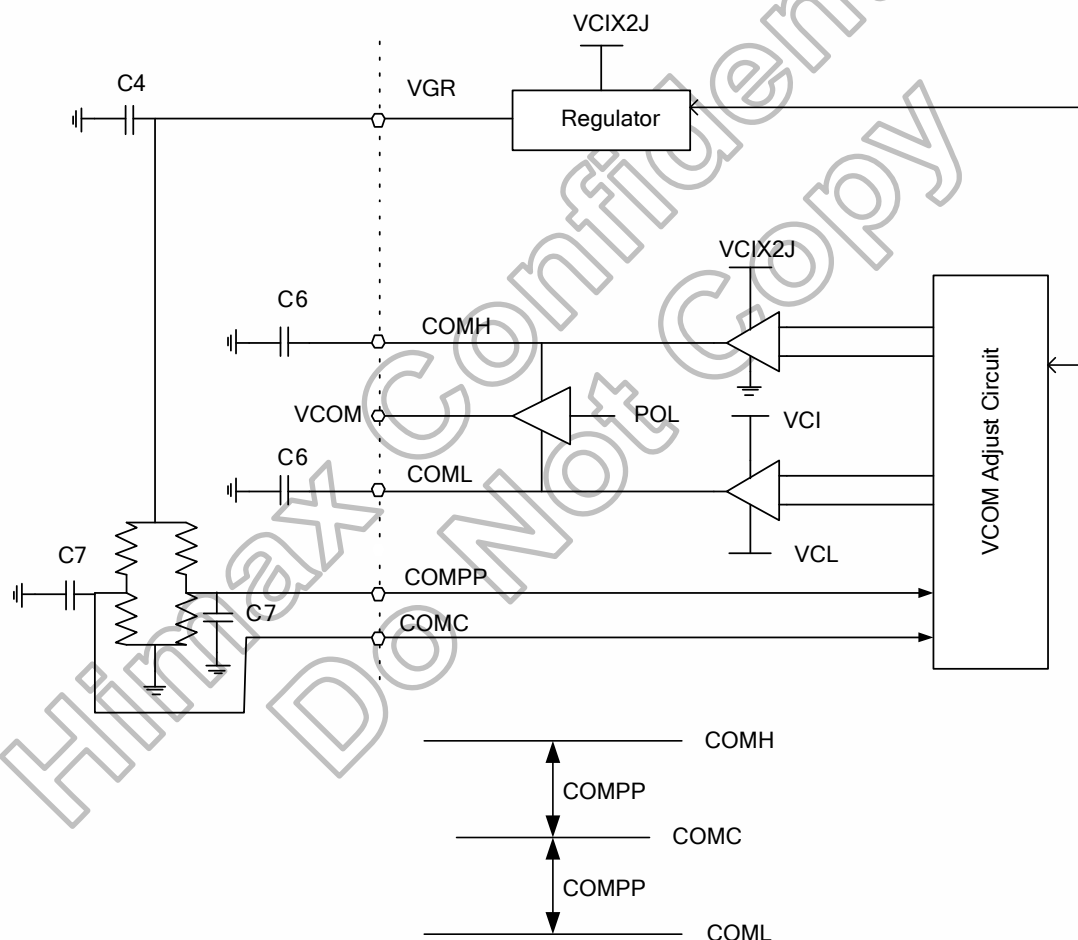 VCIX2J
C4
VGR
Regulator
VCIX2J
C6
COMH
VCOM
POL
VCI
C6
COML
VCL
VCOM Adjust Circuit
C7
COMPP
C7
COMC
COMH
COMPP
COMC
COMPP
COML
Himax Confident
Do Not Copy